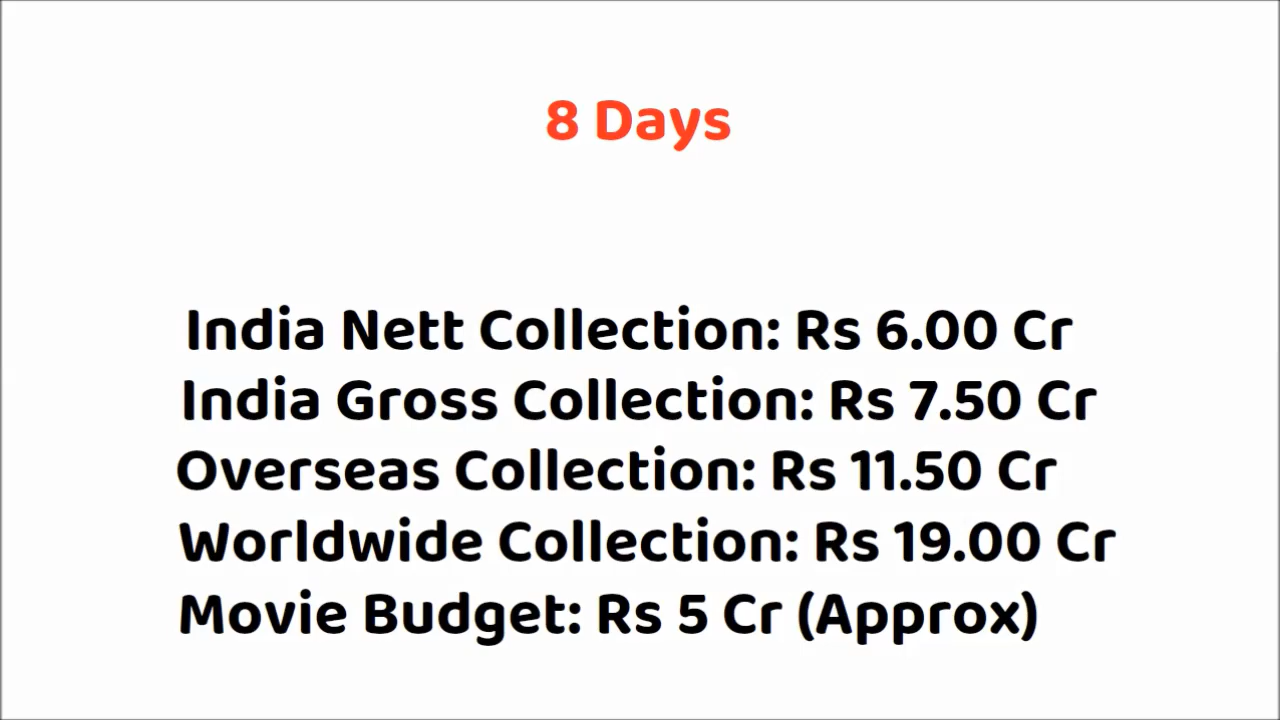 8 Days
India Nett Collection: Rs 6.00 Cr
India Gross Collection: Rs 7.50 Cr
Overseas Collection: Rs 11.50 Cr
Worldwide Collection: Rs 19.00 Cr
Movie Budget: Rs 5 Cr (Approx)